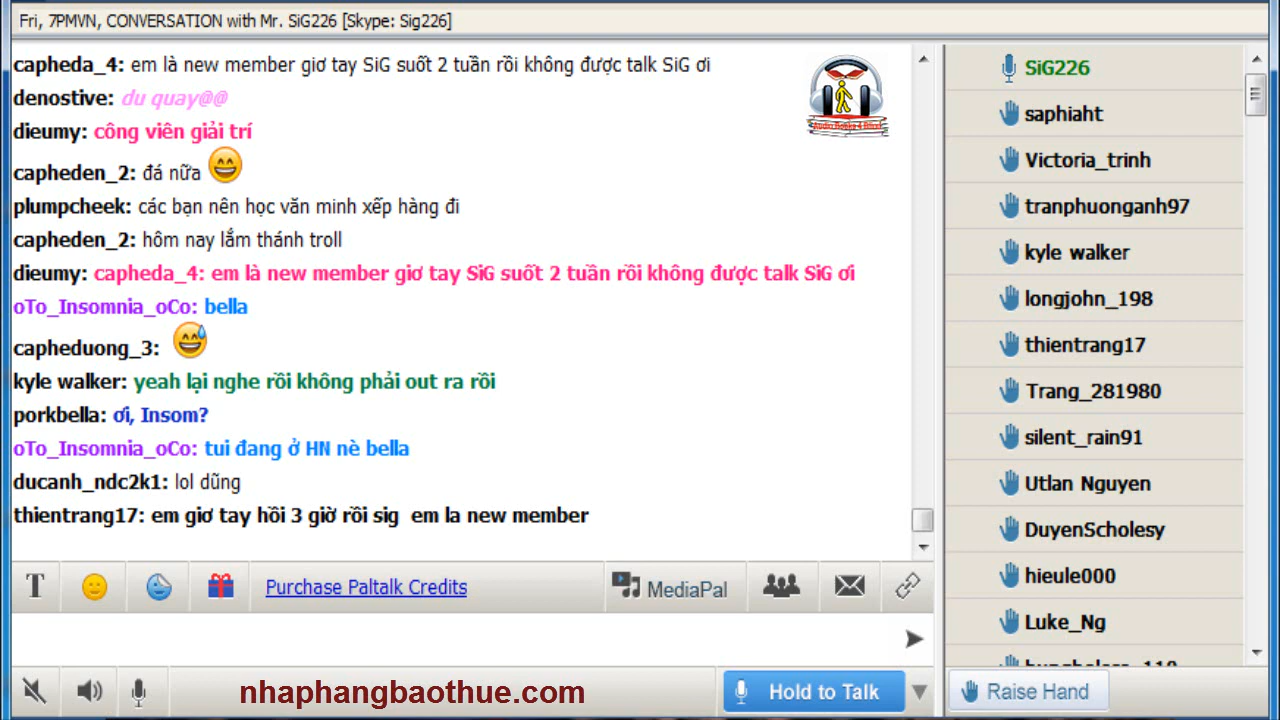 Fri, 7PMVN, CONVERSATION with Mr. SiG226 [Skype: Sig226]
capheda_4: em là new member giơ tay SiG suốt 2 tuần rồi không được talk SiG ơi
denostive: đu quay@@
dieumy: công viên giải trí
capheden_2: đá nữa
plumpcheek: các bạn nên học văn minh xếp hàng đi
capheden_2: hôm nay lắm thánh troll
dieumy: capheda_4: em là new member giơ tay SiG suốt 2 tuần rồi không được talk SiG ơi
oTo_Insomnia_oCo: bella
capheduong_3:
kyle walker: yeah lại nghe rồi không phải out ra rồi
porkbella: ơi, Insom?
oTo_Insomnia_oCo: tui đang ở HN nè bella
ducanh_ndc2k1: lol dũng
thientrang17: em giơ tay hồi 3 giờ rồi sig em la new member
Purchase Paltalk Credits
MediaPal
nhaphangbaothue.com
Hold to Talk
SiG226
saphiaht
Victoria_trinh
tranphuonganh97
kyle walker
longjohn_198
thientrang17
Trang_281980
silent_rain91
Utlan Nguyen
DuyenScholesy
hieule000
Luke_Ng
Raise Hand